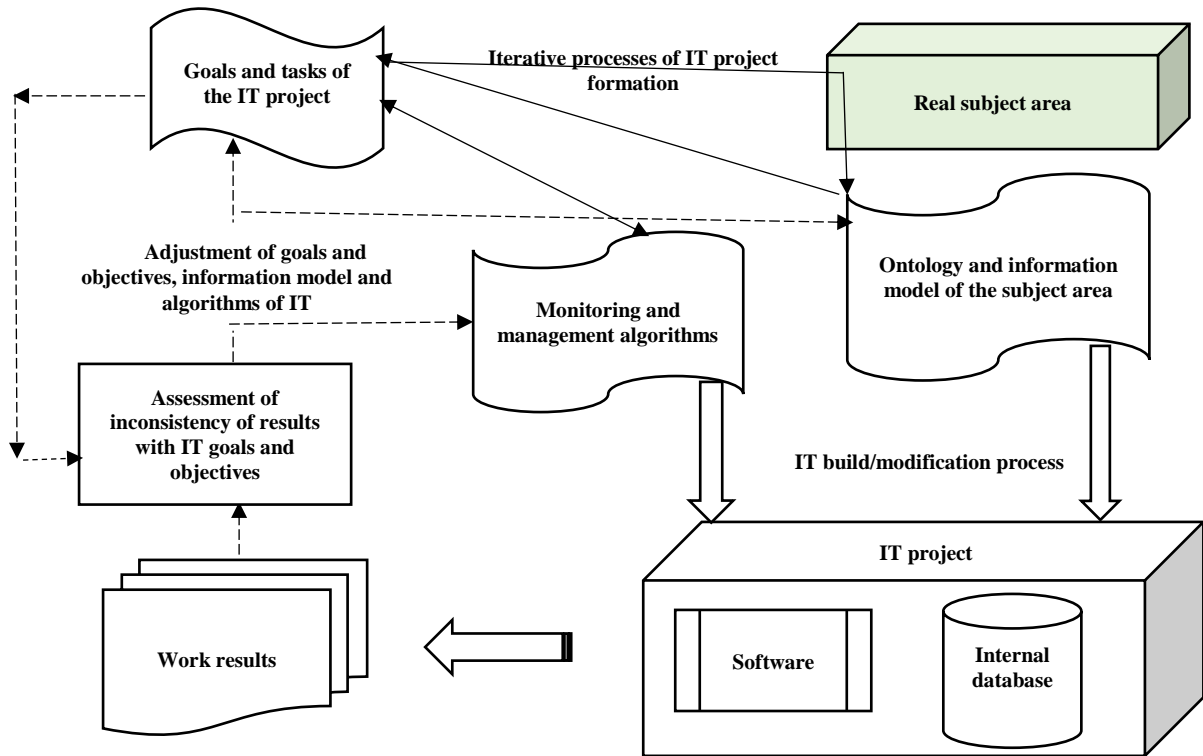 Goals and tasks of
the IT project
Iterative processes of IT project
formation
Real subject area
Adjustment of goals and
objectives, information model and
algorithms of IT
Monitoring and
management algorithms
Ontology and information
model of the subject area
Assessment of
inconsistency of results
with IT goals and
objectives
IT build/modification process
IT project
Work results
Software
Internal
database